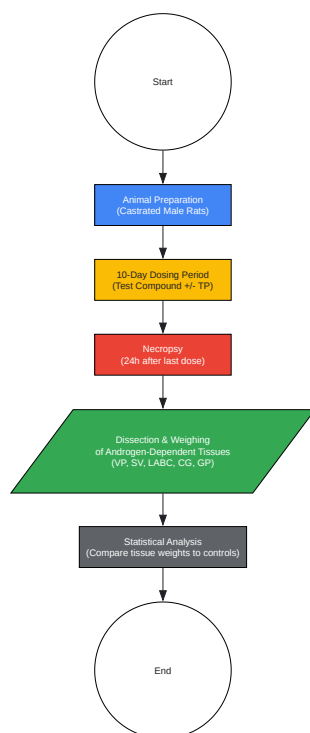 Start
Animal Preparation
(Castrated Male Rats)
10-Day Dosing Period
(Test Compound +/- TP)
Necropsy
(24h after last dose)
Dissection & Weighing
of Androgen-Dependent Tissues
(VP, SV, LABC, CG, GP)
Statistical Analysis
(Compare tissue weights to controls)
End